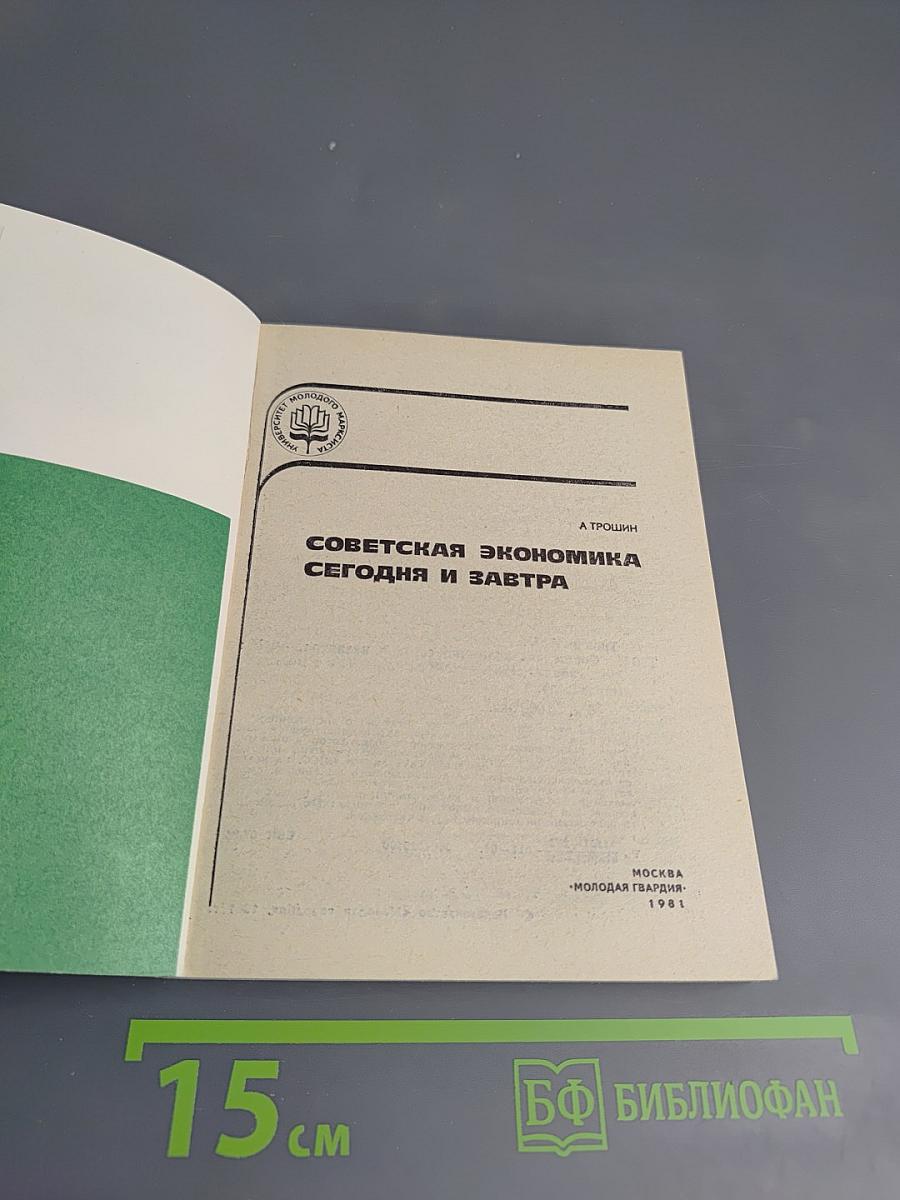 УНИВЕРСИТЕТ МОЛОДОГО МАРКСИСТА
А ТРОШИН
СОВЕТСКАЯ ЭКОНОМИКА
СЕГОДНЯ И ЗАВТРА
МОСКВА
«МОЛОДАЯ ГВАРДИЯ»
1981
15 СМ
БФ БИБЛИОФАН